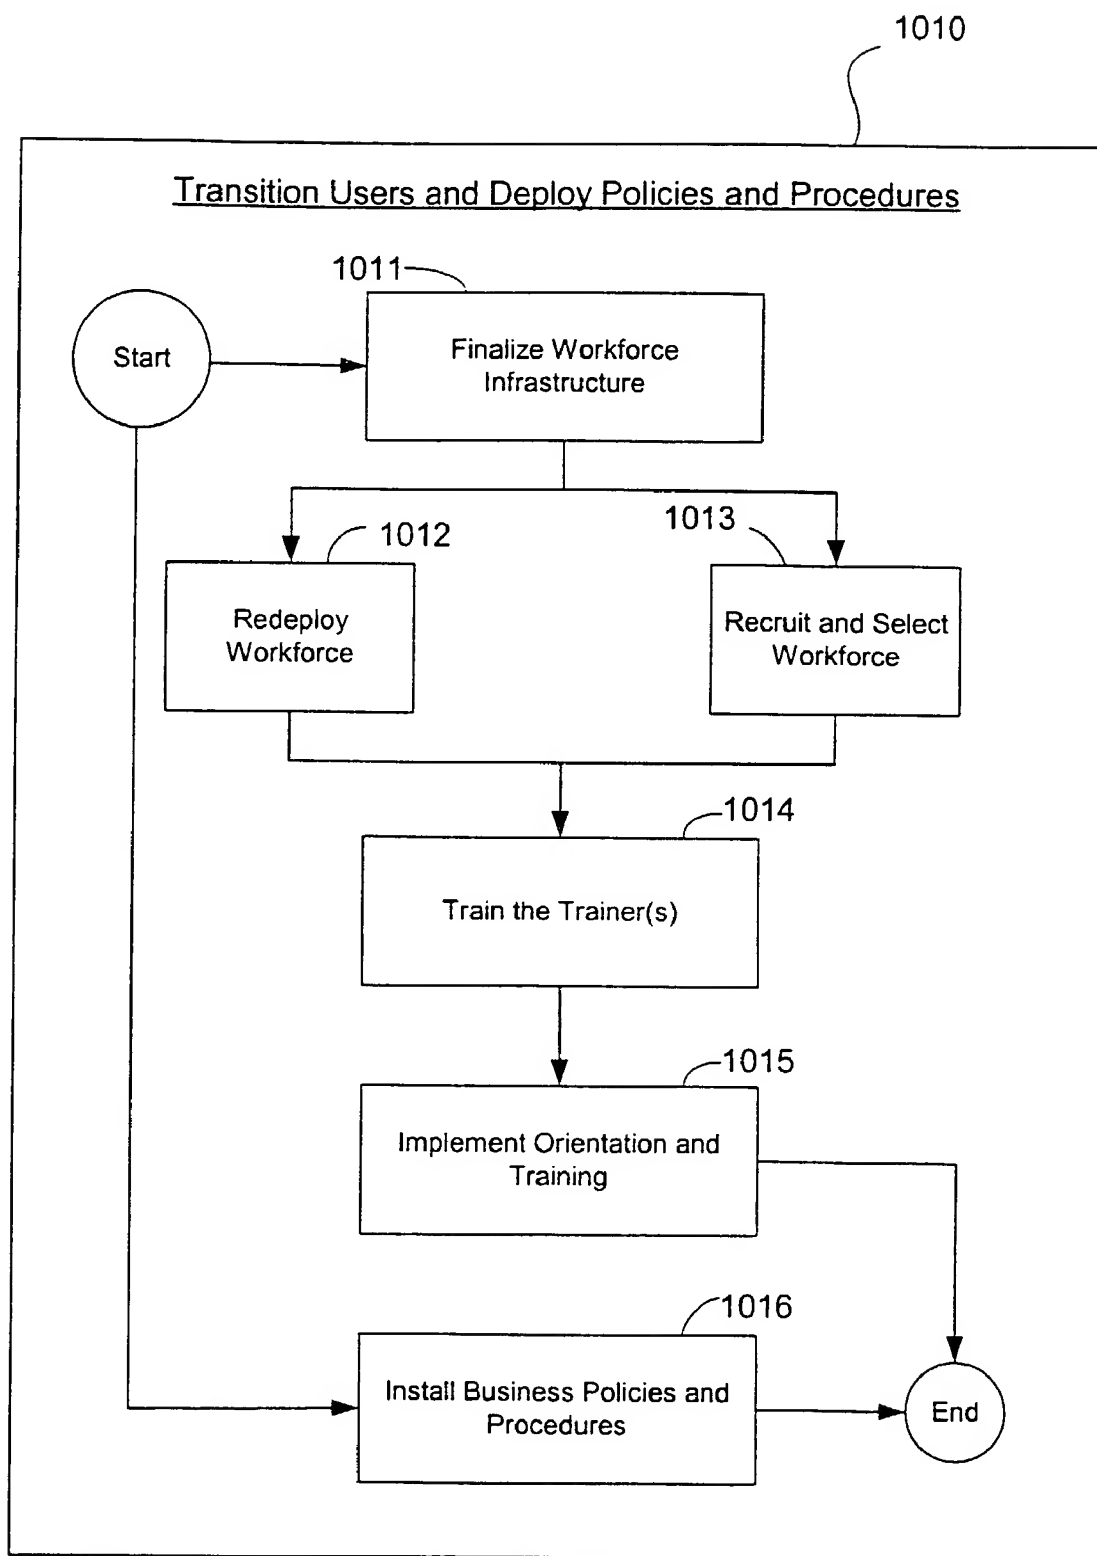 1010
Transition Users and Deploy Policies and Procedures
1011
Start
Finalize Workforce
Infrastructure
1012
1013
Redeploy
Workforce
Recruit and Select
Workforce
1014
Train the Trainer(s)
1015
Implement Orientation and
Training
1016
Install Business Policies and
Procedures
End